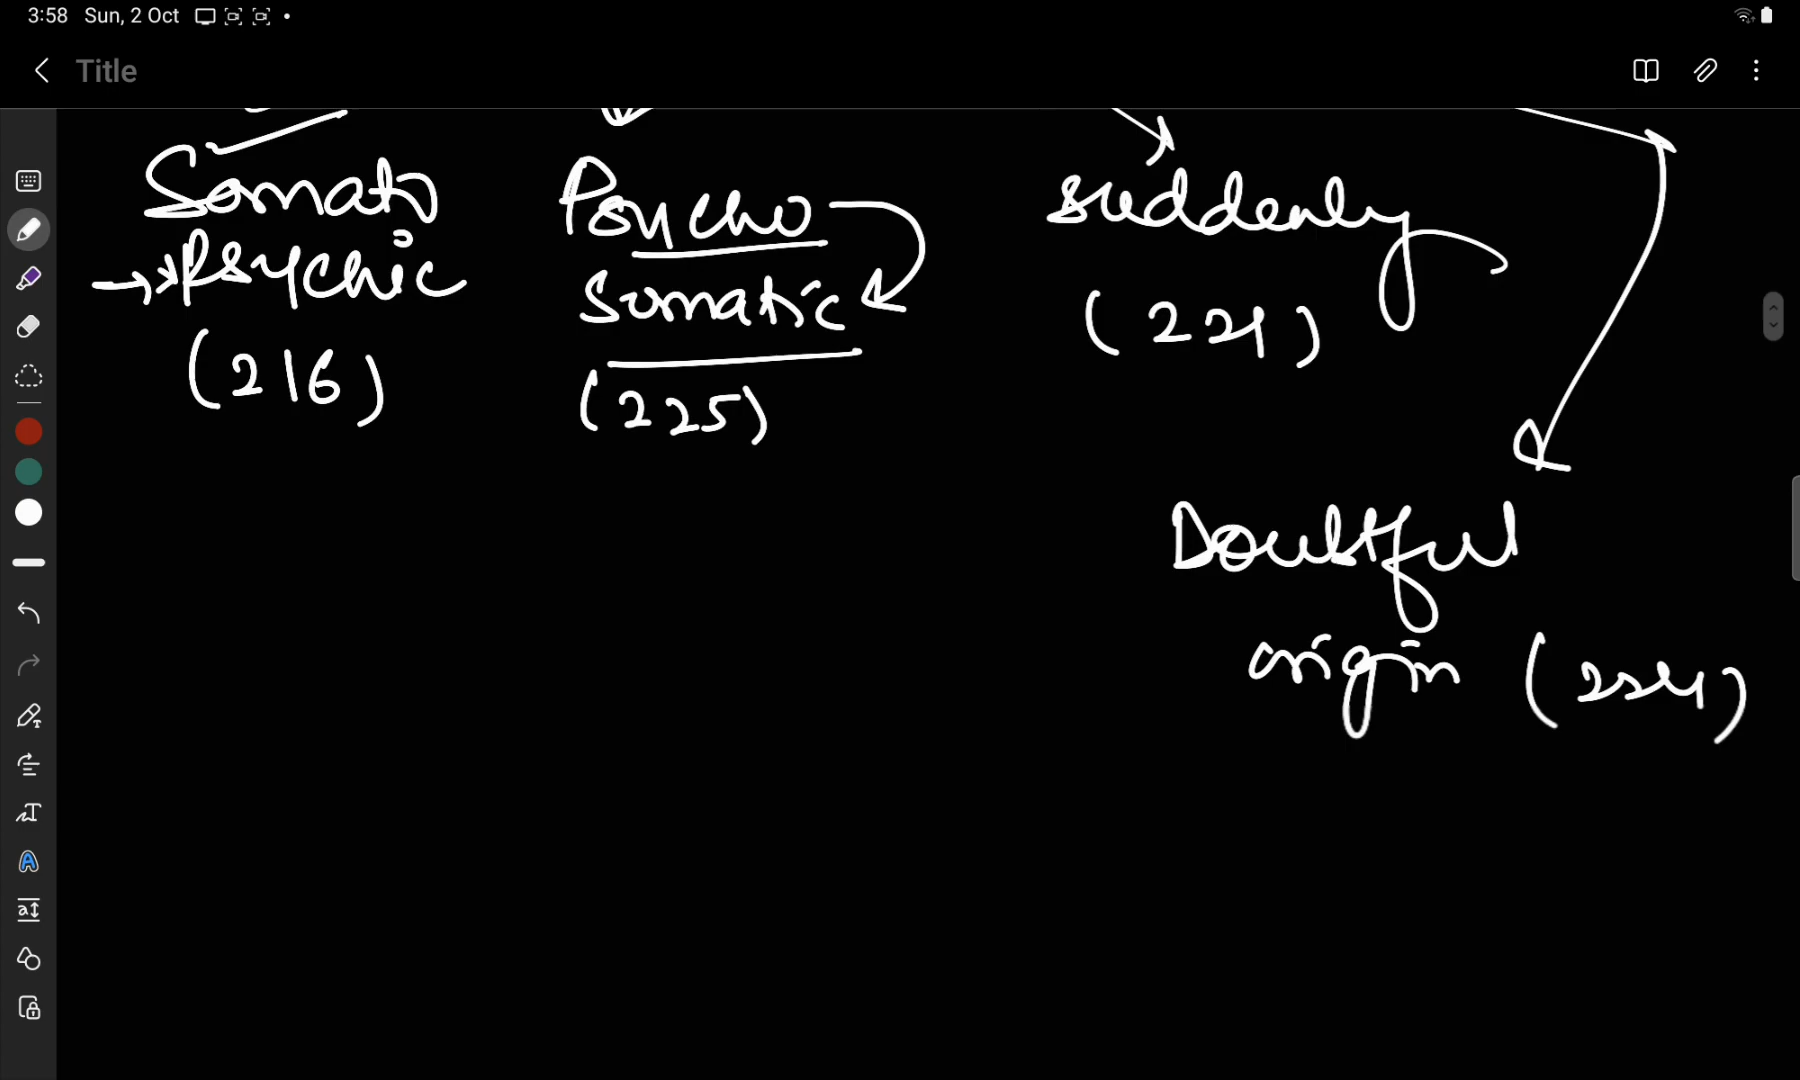 3:58 Sun, 2 Oct
Title
Somato
→ Psychic
(216)
Psycho
Somatic
(225)
suddenly
(221)
Doubtful
origin (224)